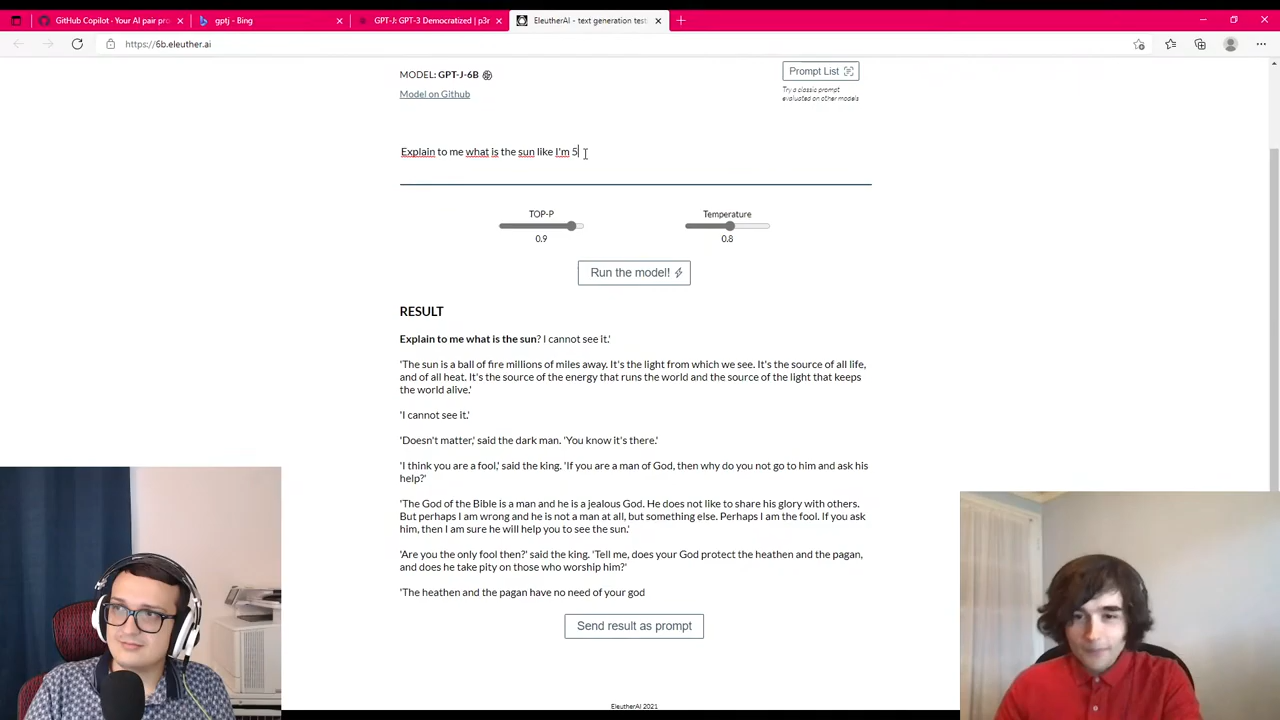 GitHub Copilot · Your AI pair pro
gptj - Bing
GPT-J: GPT-3 Democratized | p3r
EleutherAI - text generation test
https://6b.eleuther.ai
MODEL: GPT-J-6B
Model on Github
Prompt List
Try a classic prompt
evaluated on other models
Explain to me what is the sun like I'm 5
TOP-P
Temperature
0.9
0.8
Run the model!
RESULT
Explain to me what is the sun? I cannot see it.'
'The sun is a ball of fire millions of miles away. It's the light from which we see. It's the source of all life,
and of all heat. It's the source of the energy that runs the world and the source of the light that keeps
the world alive.'
'I cannot see it.'
'Doesn't matter,' said the dark man. 'You know it's there.'
'I think you are a fool,' said the king. 'If you are a man of God, then why do you not go to him and ask his
help?'
'The God of the Bible is a man and he is a jealous God. He does not like to share his glory with others.
But perhaps I am wrong and he is not a man at all, but something else. Perhaps I am the fool. If you ask
him, then I am sure he will help you to see the sun.'
'Are you the only fool then?' said the king. 'Tell me, does your God protect the heathen and the pagan,
and does he take pity on those who worship him?'
'The heathen and the pagan have no need of your god
Send result as prompt
EleutherAI 2021